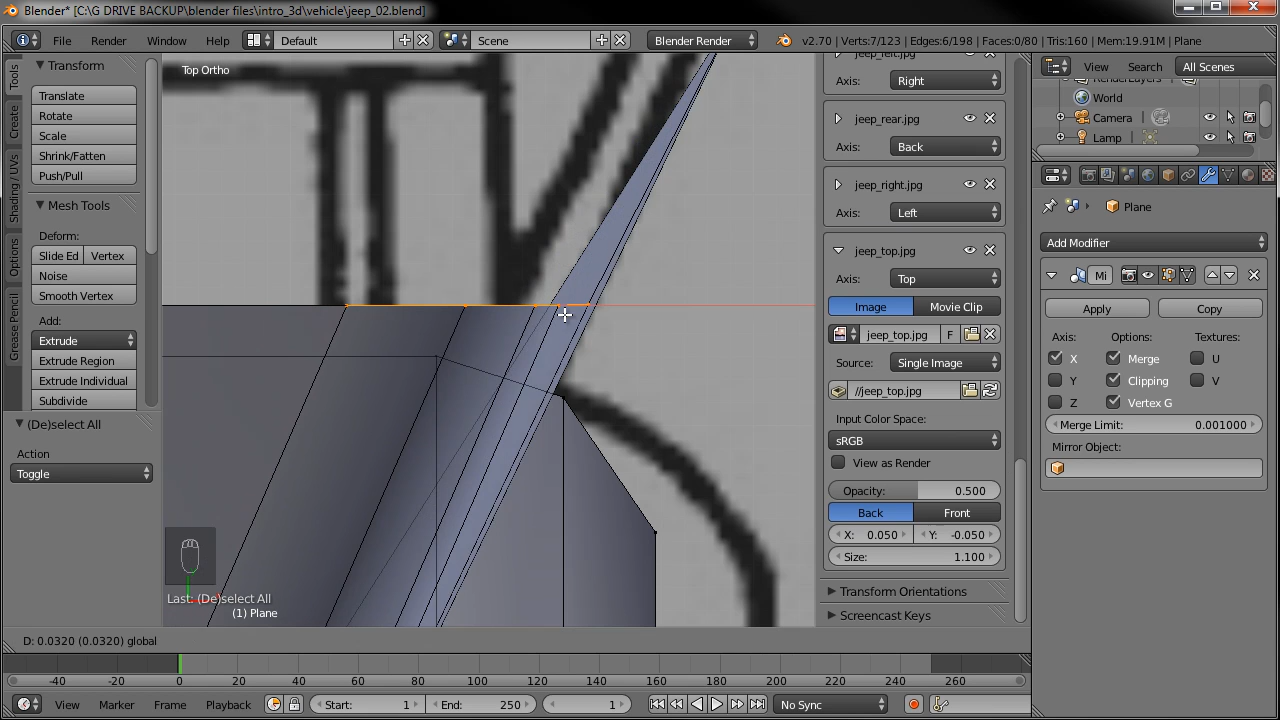 Blender* [C:\G DRIVE BACKUP\blender files\intro_3d\vehicle\jeep_02.blend]
File Render Window Help Default Scene Blender Render v2.70 | Verts:7/123 | Edges:6/198 | Faces:0/80 | Tris:160 | Mem:19.91M | Plane
Tools
Create
Shading / UVs
Options
Grease Pencil
Transform
Translate
Rotate
Scale
Shrink/Fatten
Push/Pull
Mesh Tools
Deform:
Slide Ed Vertex
Noise
Smooth Vertex
Add:
Extrude
Extrude Region
Extrude Individual
Subdivide
(De)select All
Action
Toggle
Top Ortho
Last: (De)select All
(1) Plane
D: 0.0320 (0.0320) global
jeep_left.jpg
Axis: Right
jeep_rear.jpg
Axis: Back
jeep_right.jpg
Axis: Left
jeep_top.jpg
Axis: Top
Image Movie Clip
jeep_top.jpg F
Source: Single Image
//jeep_top.jpg
Input Color Space:
sRGB
View as Render
Opacity: 0.500
Back Front
X: 0.050 Y: -0.050
Size: 1.100
Transform Orientations
Screencast Keys
View Search All Scenes
RenderLayers
World
Camera
Lamp
Plane
Add Modifier
Mi
Apply Copy
Axis: Options: Textures:
X Merge U
Y Clipping V
Z Vertex G
Merge Limit: 0.001000
Mirror Object:
-40 -20 0 20 40 60 80 100 120 140 160 180 200 220 240 260
View Marker Frame Playback Start: 1 End: 250 1 No Sync